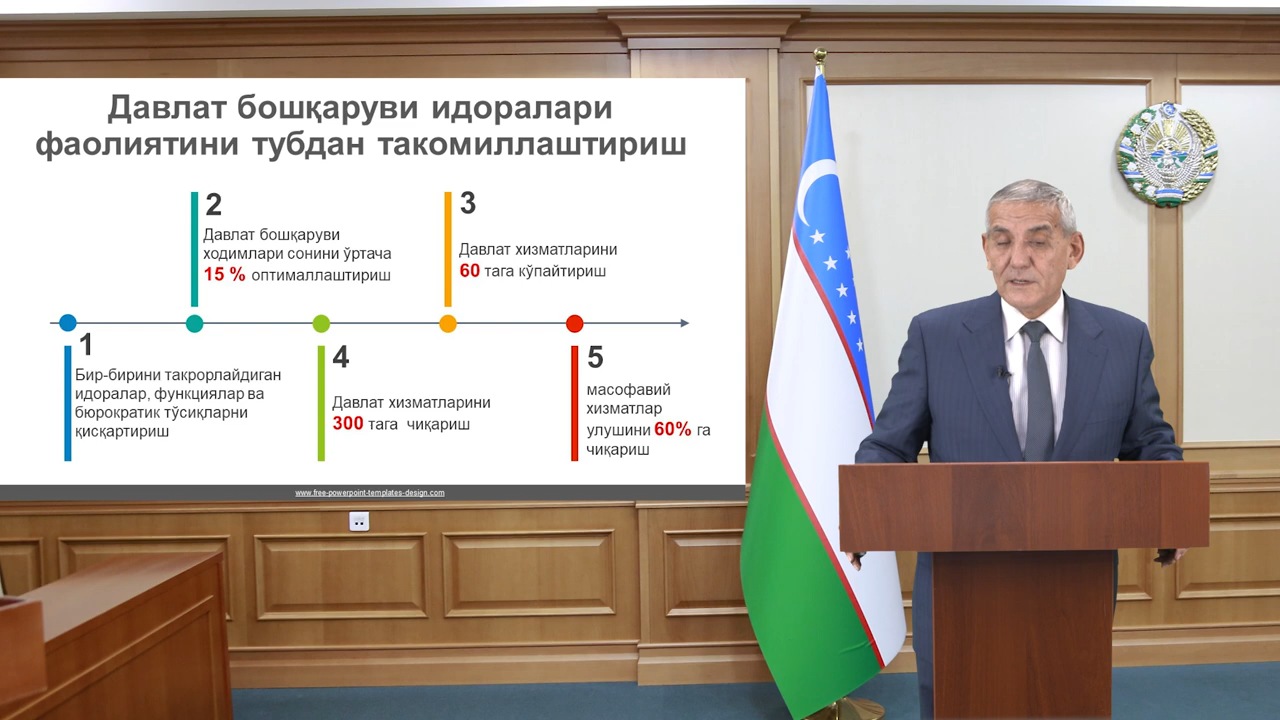 Давлат бошқаруви идоралари
фаолиятини тубдан такомиллаштириш
1
Бир-бирини такрорлайдиган
идоралар, функциялар ва
бюрократик тўсиқларни
қисқартириш
2
Давлат бошқаруви
ходимлари сонини ўртача
15 % оптималлаштириш
3
Давлат хизматларини
60 тага кўпайтириш
4
Давлат хизматларини
300 тага чиқариш
5
масофавий
хизматлар
улушини 60% га
чиқариш
www.free-powerpoint-templates-design.com